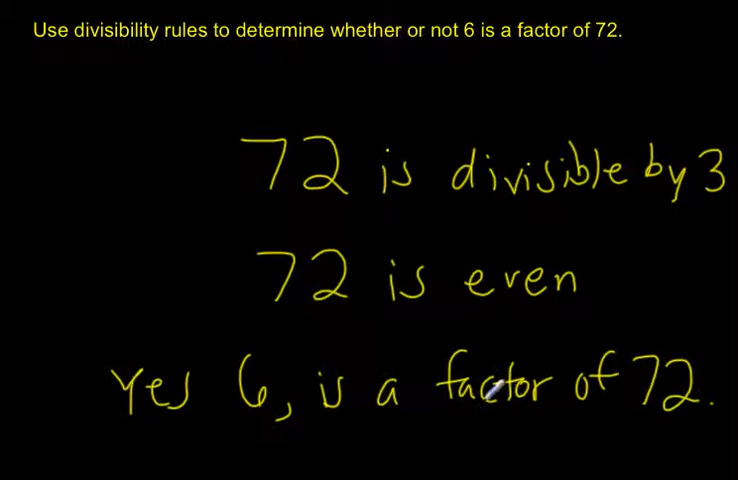 Use divisibility rules to determine whether or not 6 is a factor of 72.
72 is divisible by 3
72 is even
Yes 6, is a factor of 72.